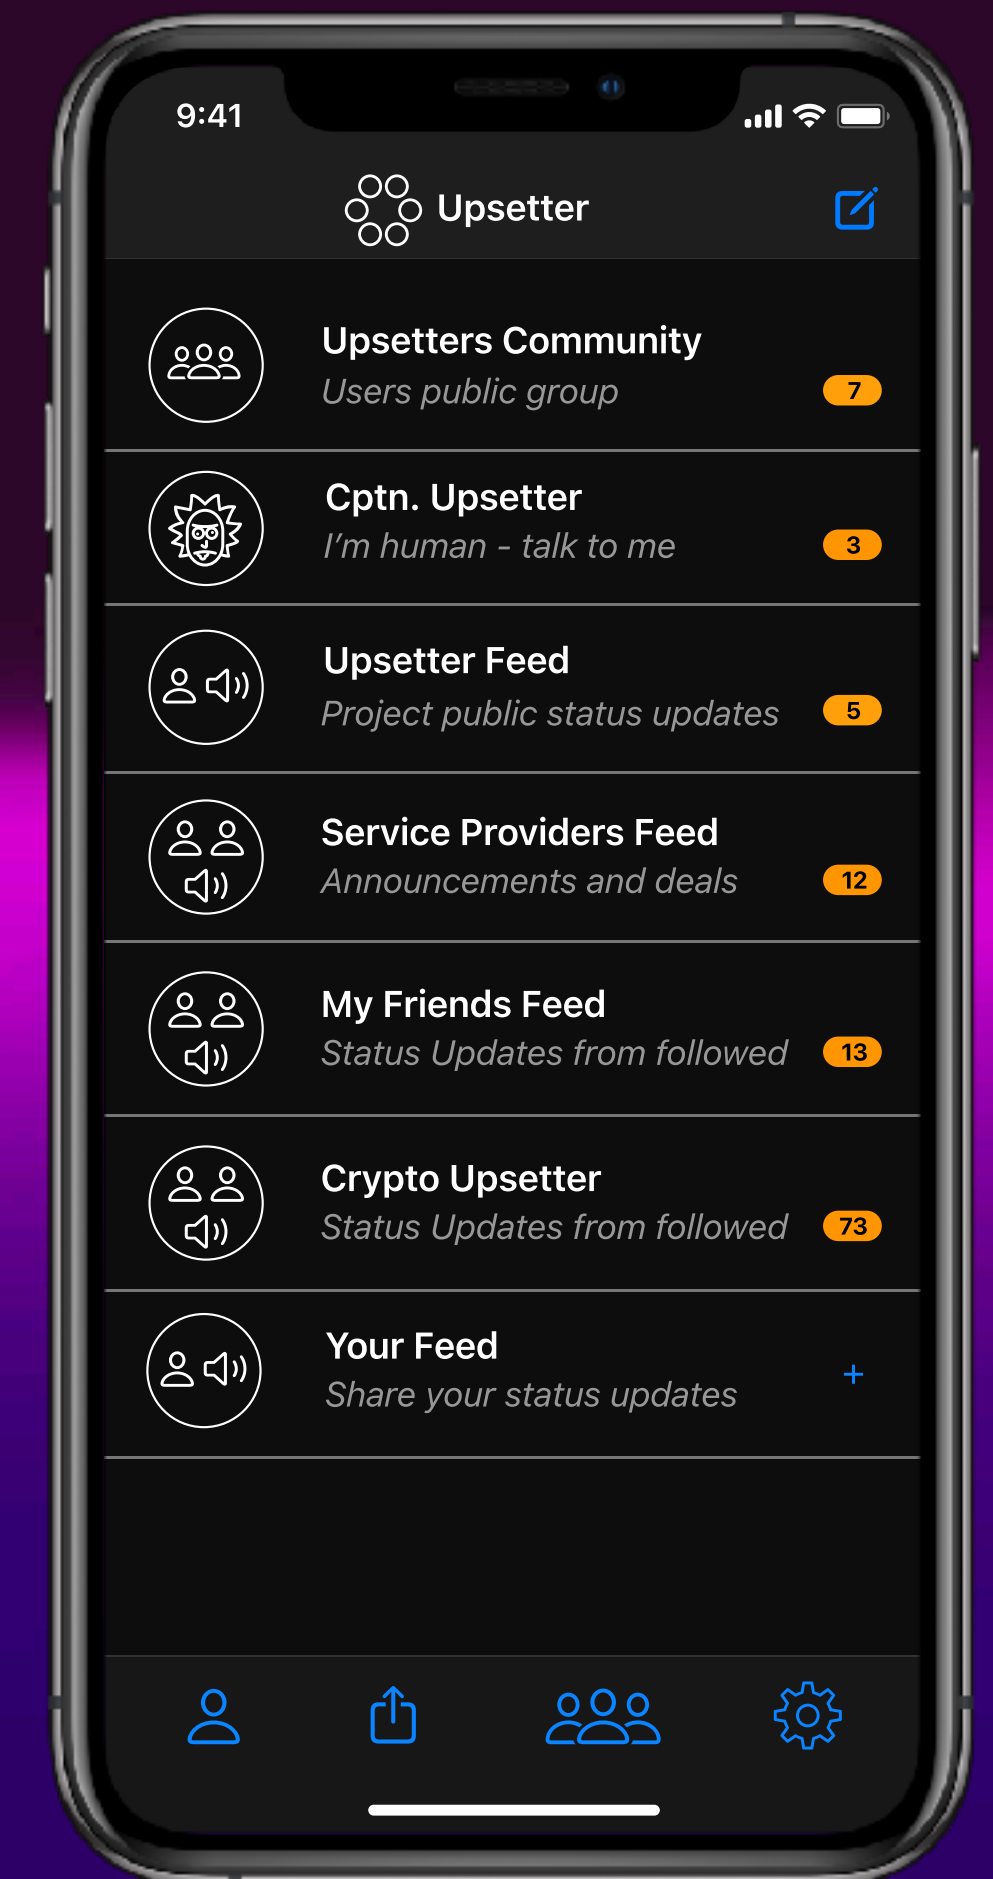 9:41
Upsetter
Upsetters Community
Users public group
7
Cptn. Upsetter
I'm human - talk to me
3
Upsetter Feed
Project public status updates
5
Service Providers Feed
Announcements and deals
12
My Friends Feed
Status Updates from followed
13
Crypto Upsetter
Status Updates from followed
73
Your Feed
Share your status updates
+